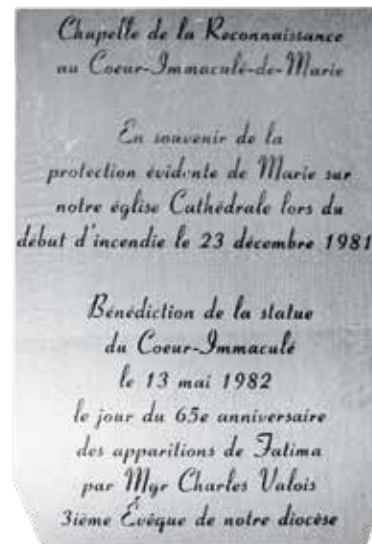 Chapelle de la Reconnaissance
au Coeur-Immaculé-de-Marie
En souvenir de la
protection évidente de Marie sur
notre église Cathédrale lors du
début d'incendie le 23 décembre 1981
Bénédiction de la statue
du Coeur-Immaculé
le 13 mai 1982
le jour du 65e anniversaire
des apparitions de Fatima
par Mgr Charles Valois
3ième Évêque de notre diocèse